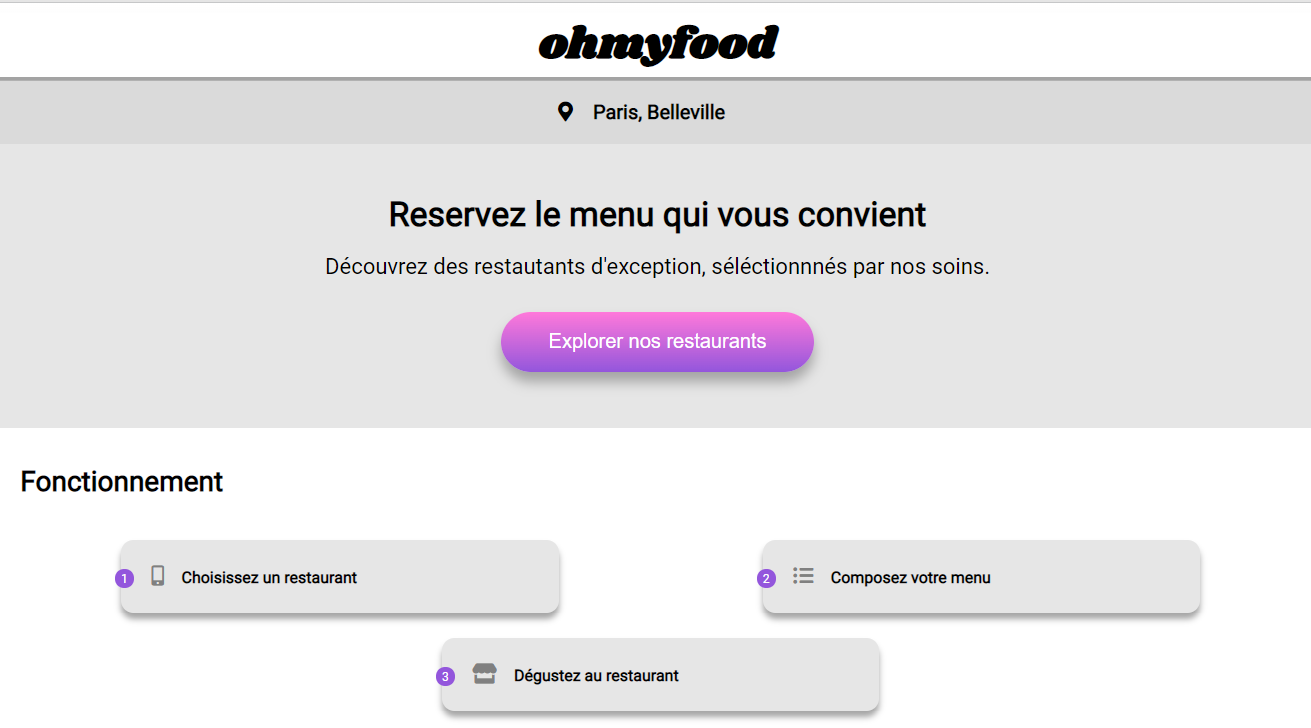 ohmyfood
Paris, Belleville
Reservez le menu qui vous convient
Découvrez des restautants d'exception, séléctionnnés par nos soins.
Explorer nos restaurants
Fonctionnement
1 Choisissez un restaurant
2 Composez votre menu
3 Dégustez au restaurant